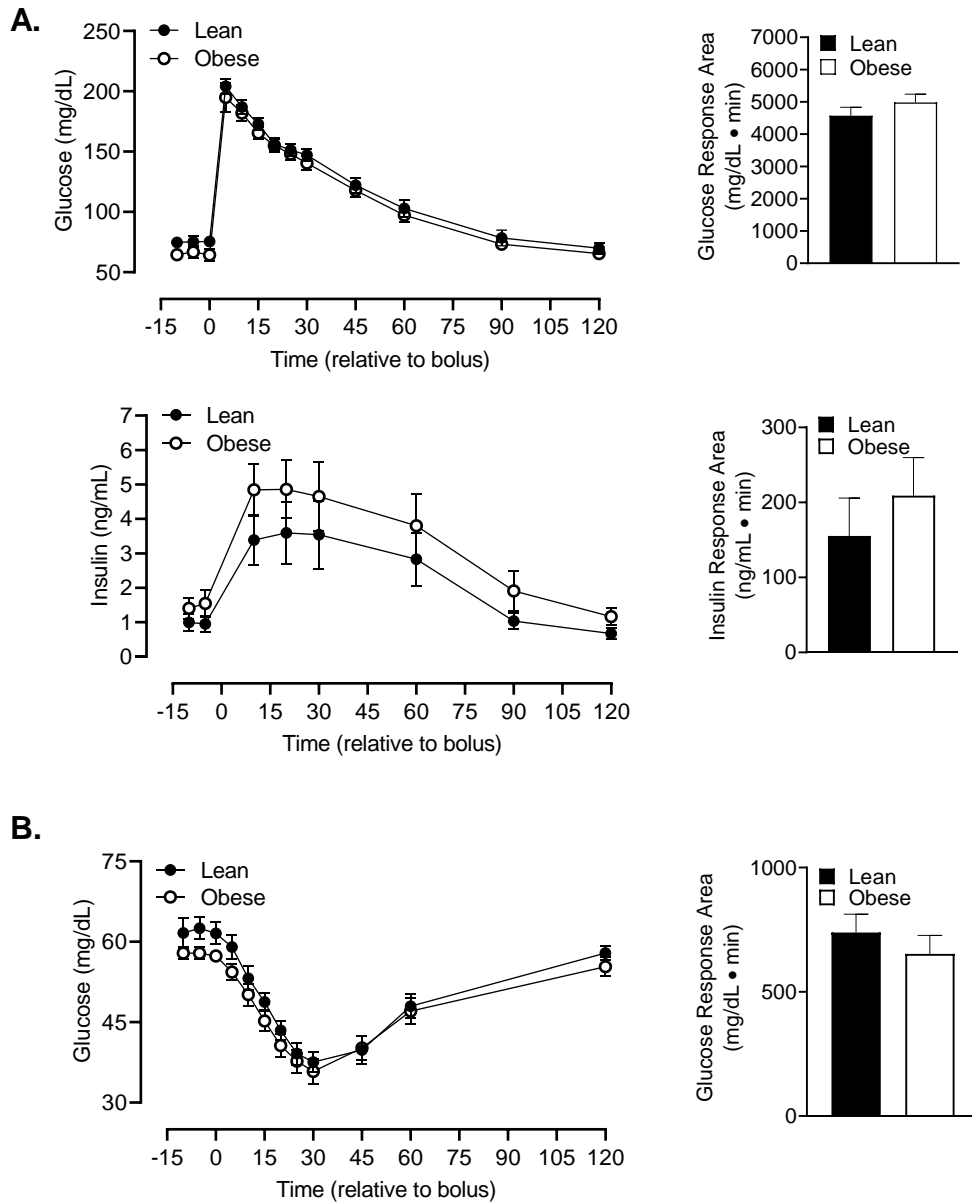 A.
Glucose (mg/dL)
250
200
150
100
50
Lean
Obese
-15 0 15 30 45 60 75 90 105 120
Time (relative to bolus)
Glucose Response Area
(mg/dL • min)
7000
6000
5000
4000
3000
2000
1000
0
Lean
Obese
Insulin (ng/mL)
7
6
5
4
3
2
1
0
Lean
Obese
-15 0 15 30 45 60 75 90 105 120
Time (relative to bolus)
Insulin Response Area
(ng/mL • min)
300
200
100
0
Lean
Obese
B.
Glucose (mg/dL)
75
60
45
30
Lean
Obese
-15 0 15 30 45 60 75 90 105 120
Time (relative to bolus)
Glucose Response Area
(mg/dL • min)
1000
500
0
Lean
Obese